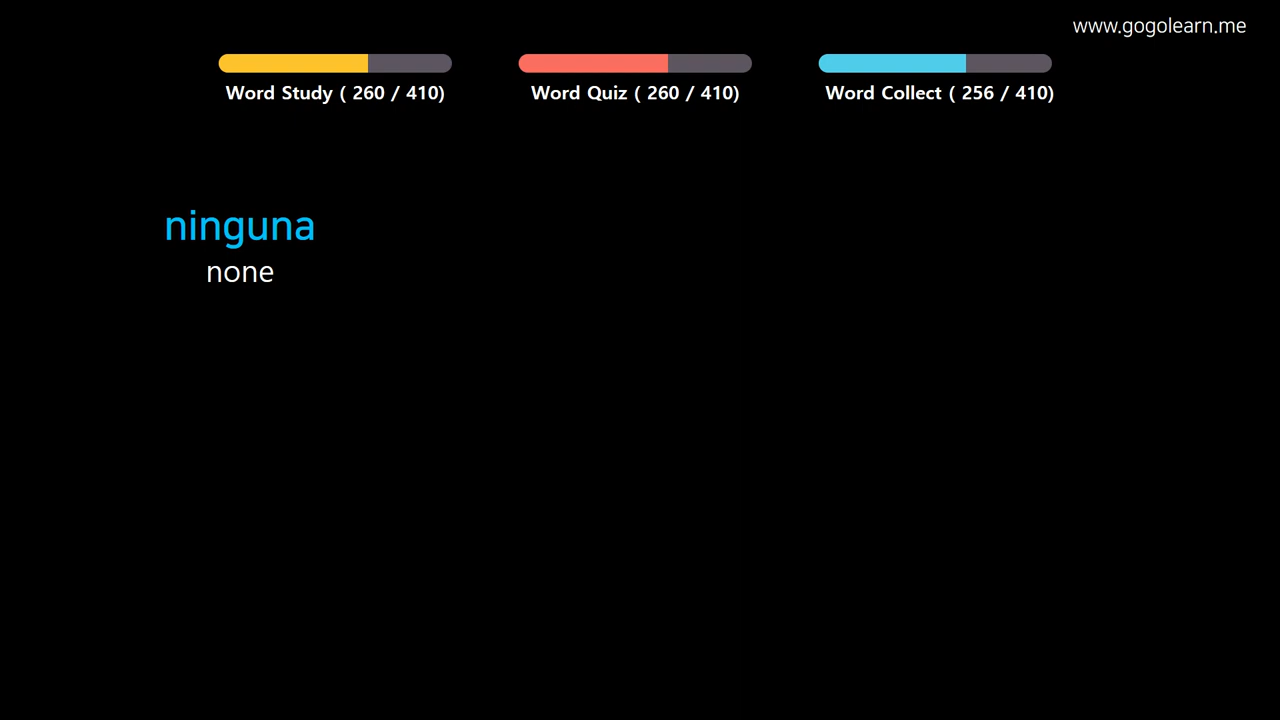 www.gogolearn.me
Word Study ( 260 / 410)
Word Quiz ( 260 / 410)
Word Collect ( 256 / 410)
ninguna
none